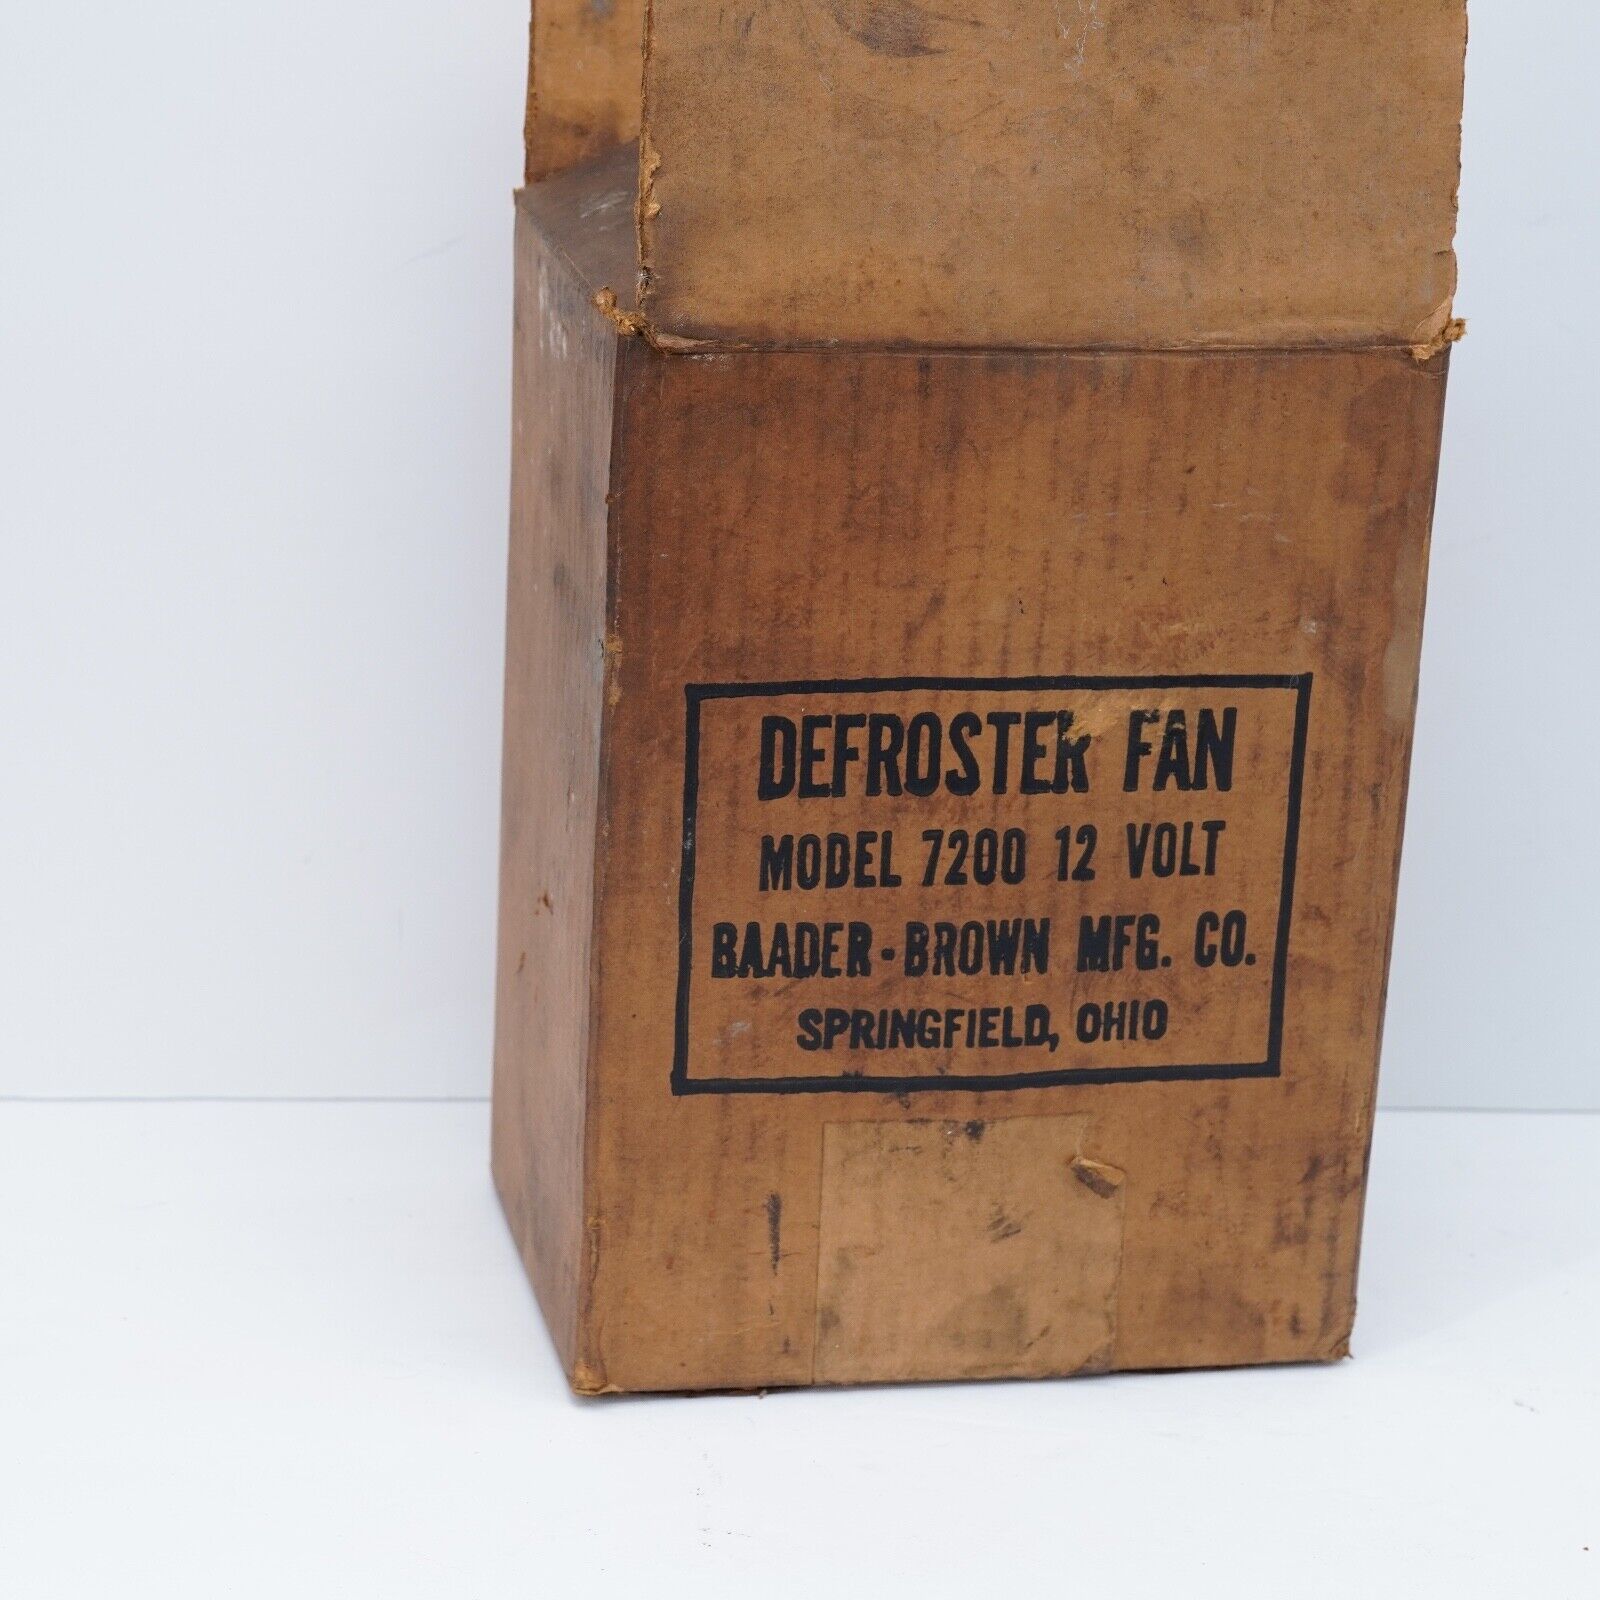 DEFROSTER FAN
MODEL 7200 12 VOLT
BAADER-BROWN MFG. CO.
SPRINGFIELD, OHIO